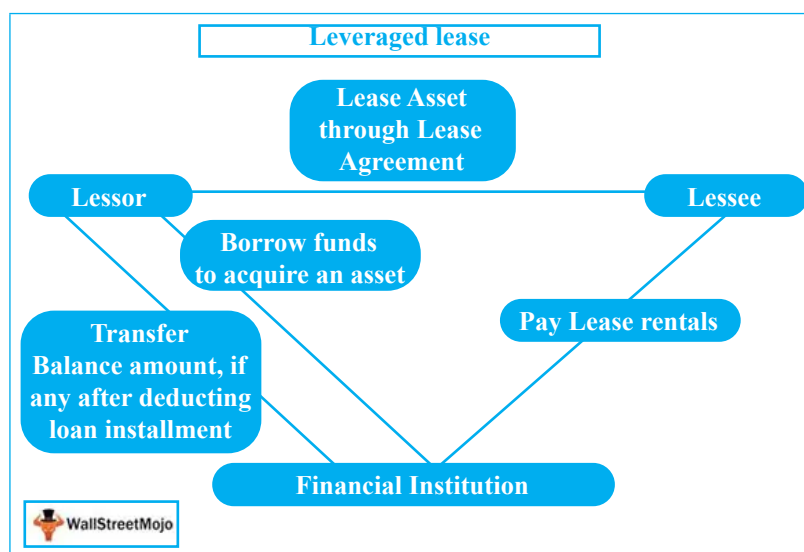 Leveraged lease
Lease Asset
through Lease
Agreement
Lessor
Lessee
Borrow funds
to acquire an asset
Pay Lease rentals
Transfer
Balance amount, if
any after deducting
loan installment
Financial Institution
WallStreetMojo